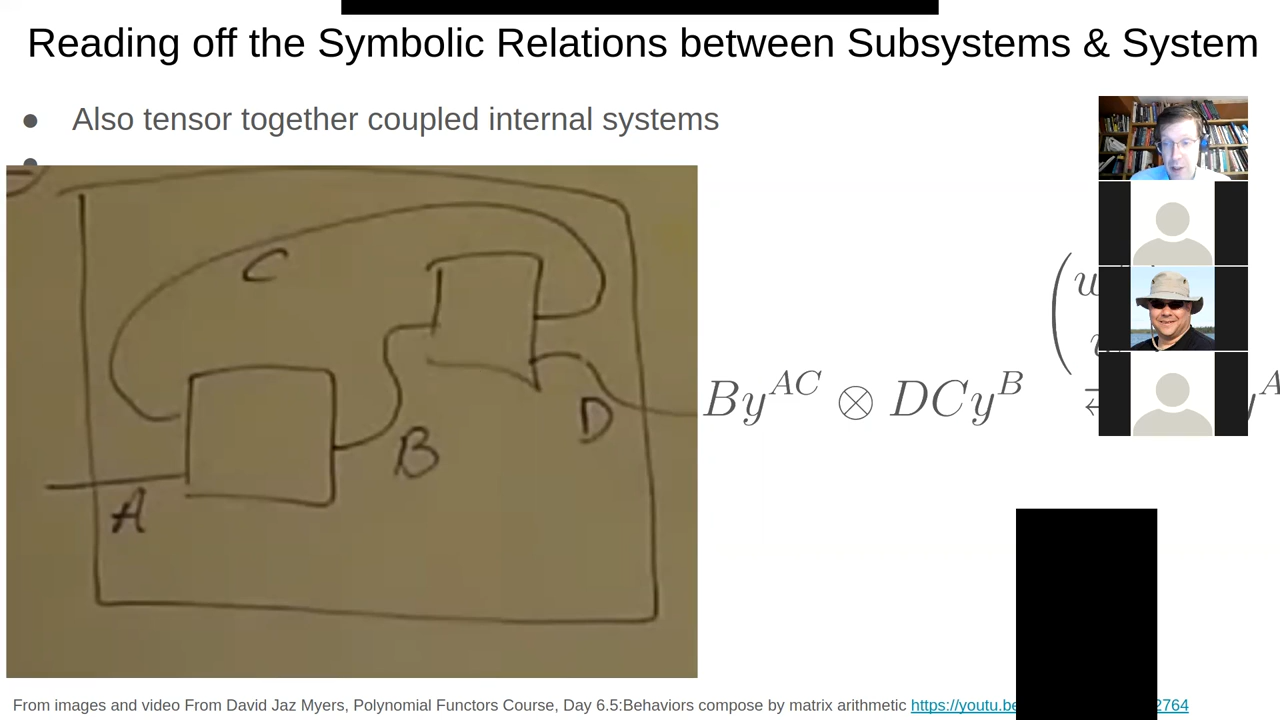 Reading off the Symbolic Relations between Subsystems & System
● Also tensor together coupled internal systems
C
B
D
A
By^{AC} ⊗ DCy^{B}
From images and video From David Jaz Myers, Polynomial Functors Course, Day 6.5:Behaviors compose by matrix arithmetic https://youtu.be 2764